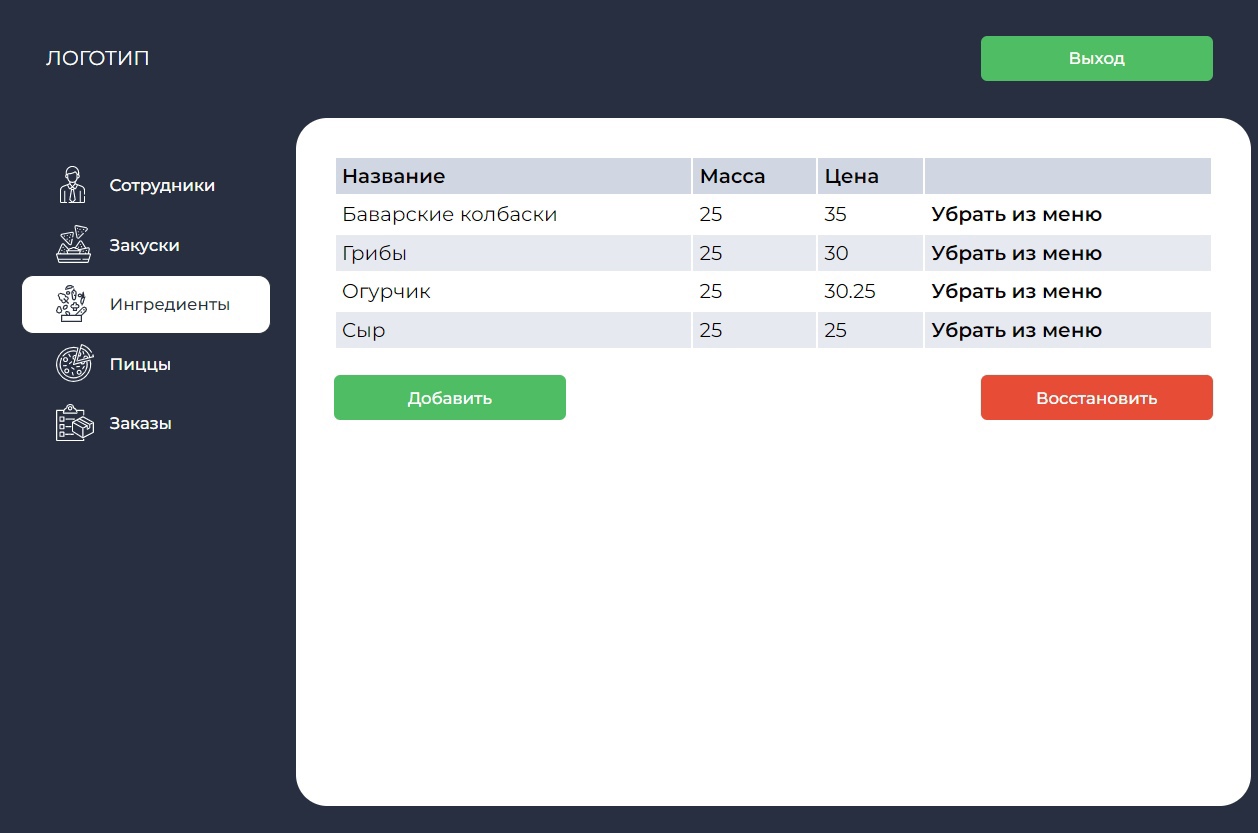 ЛОГОТИП
Выход
Сотрудники
Закуски
Ингредиенты
Пиццы
Заказы
Название Масса Цена
Баварские колбаски 25 35 Убрать из меню
Грибы 25 30 Убрать из меню
Огурчик 25 30.25 Убрать из меню
Сыр 25 25 Убрать из меню
Добавить Восстановить